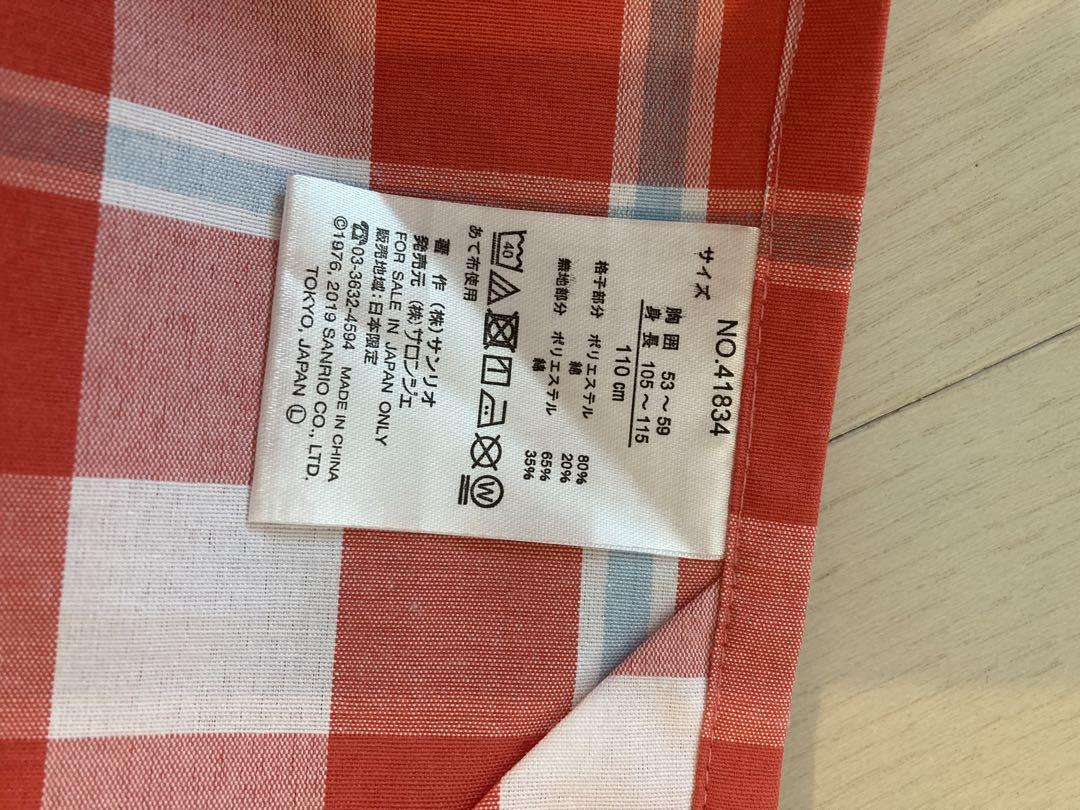 NO.41834
サイズ
胸囲 53～59
身長 105～115
110㎝
格子部分 ポリエステル 80%
綿 20%
無地部分 ポリエステル 65%
綿 35%
40 W
あて布使用
著 作 (株)サンリオ
発売元 (株)サロンジェ
FOR SALE IN JAPAN ONLY
販売地域:日本限定
☎03-3632-4594 MADE IN CHINA
©1976, 2019 SANRIO CO., LTD.
TOKYO, JAPAN Ⓛ